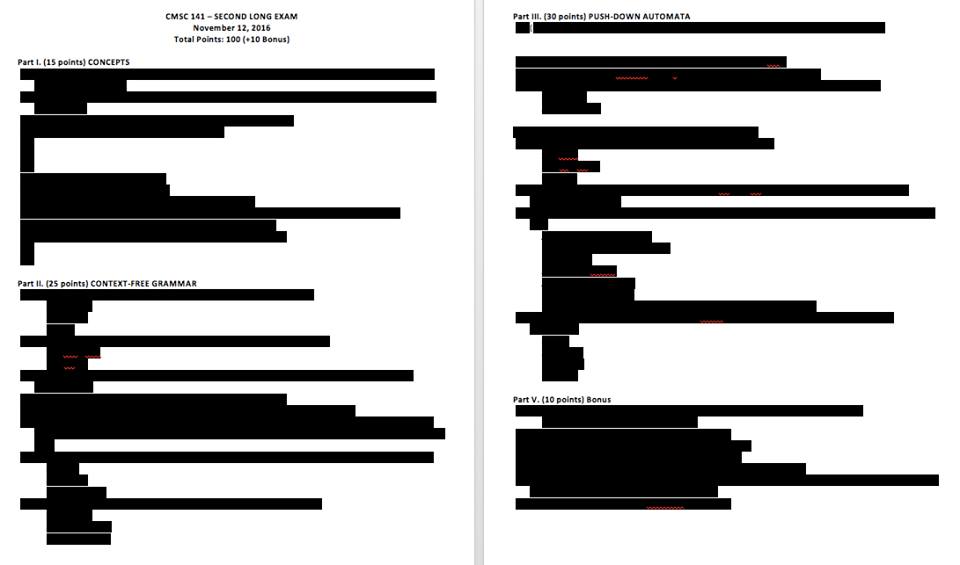 CMSC 141 – SECOND LONG EXAM
November 12, 2016
Total Points: 100 (+10 Bonus)
Part I. (15 points) CONCEPTS
Part II. (25 points) CONTEXT-FREE GRAMMAR
Part III. (30 points) PUSH-DOWN AUTOMATA
Part V. (10 points) Bonus